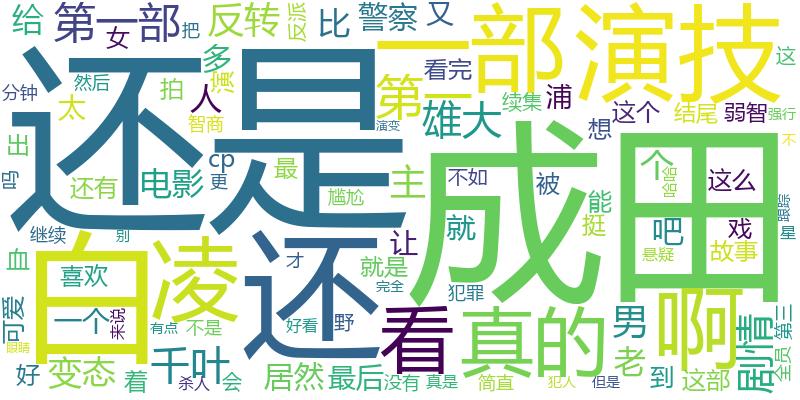 给 第一部 女 把 反转 反派 比 警察 又 一部 演技
分钟 然后 太 拍 多 演 人 智商 看完 第二 续集 浦 这个 结尾 弱智 强行 这
还是 演变 雄大 想 不
出 吗 还有 电影 cp 更 最 尴尬 主 不如 被 能 挺 成田 个 哈哈哈 这么 跟踪
继续 别 让 就 吧 戏 星
血 白 凌 还 才 就是 完全 野 犯罪 悬疑 故事
喜欢 一个 来说 可爱 有点 不是 好看 看 真的 男 啊 剧情 第三 全员
眼睛 好 变态 着 千叶 杀人 会 居然 最后 没有 真是 简直 犯人 老 但是 到 这部